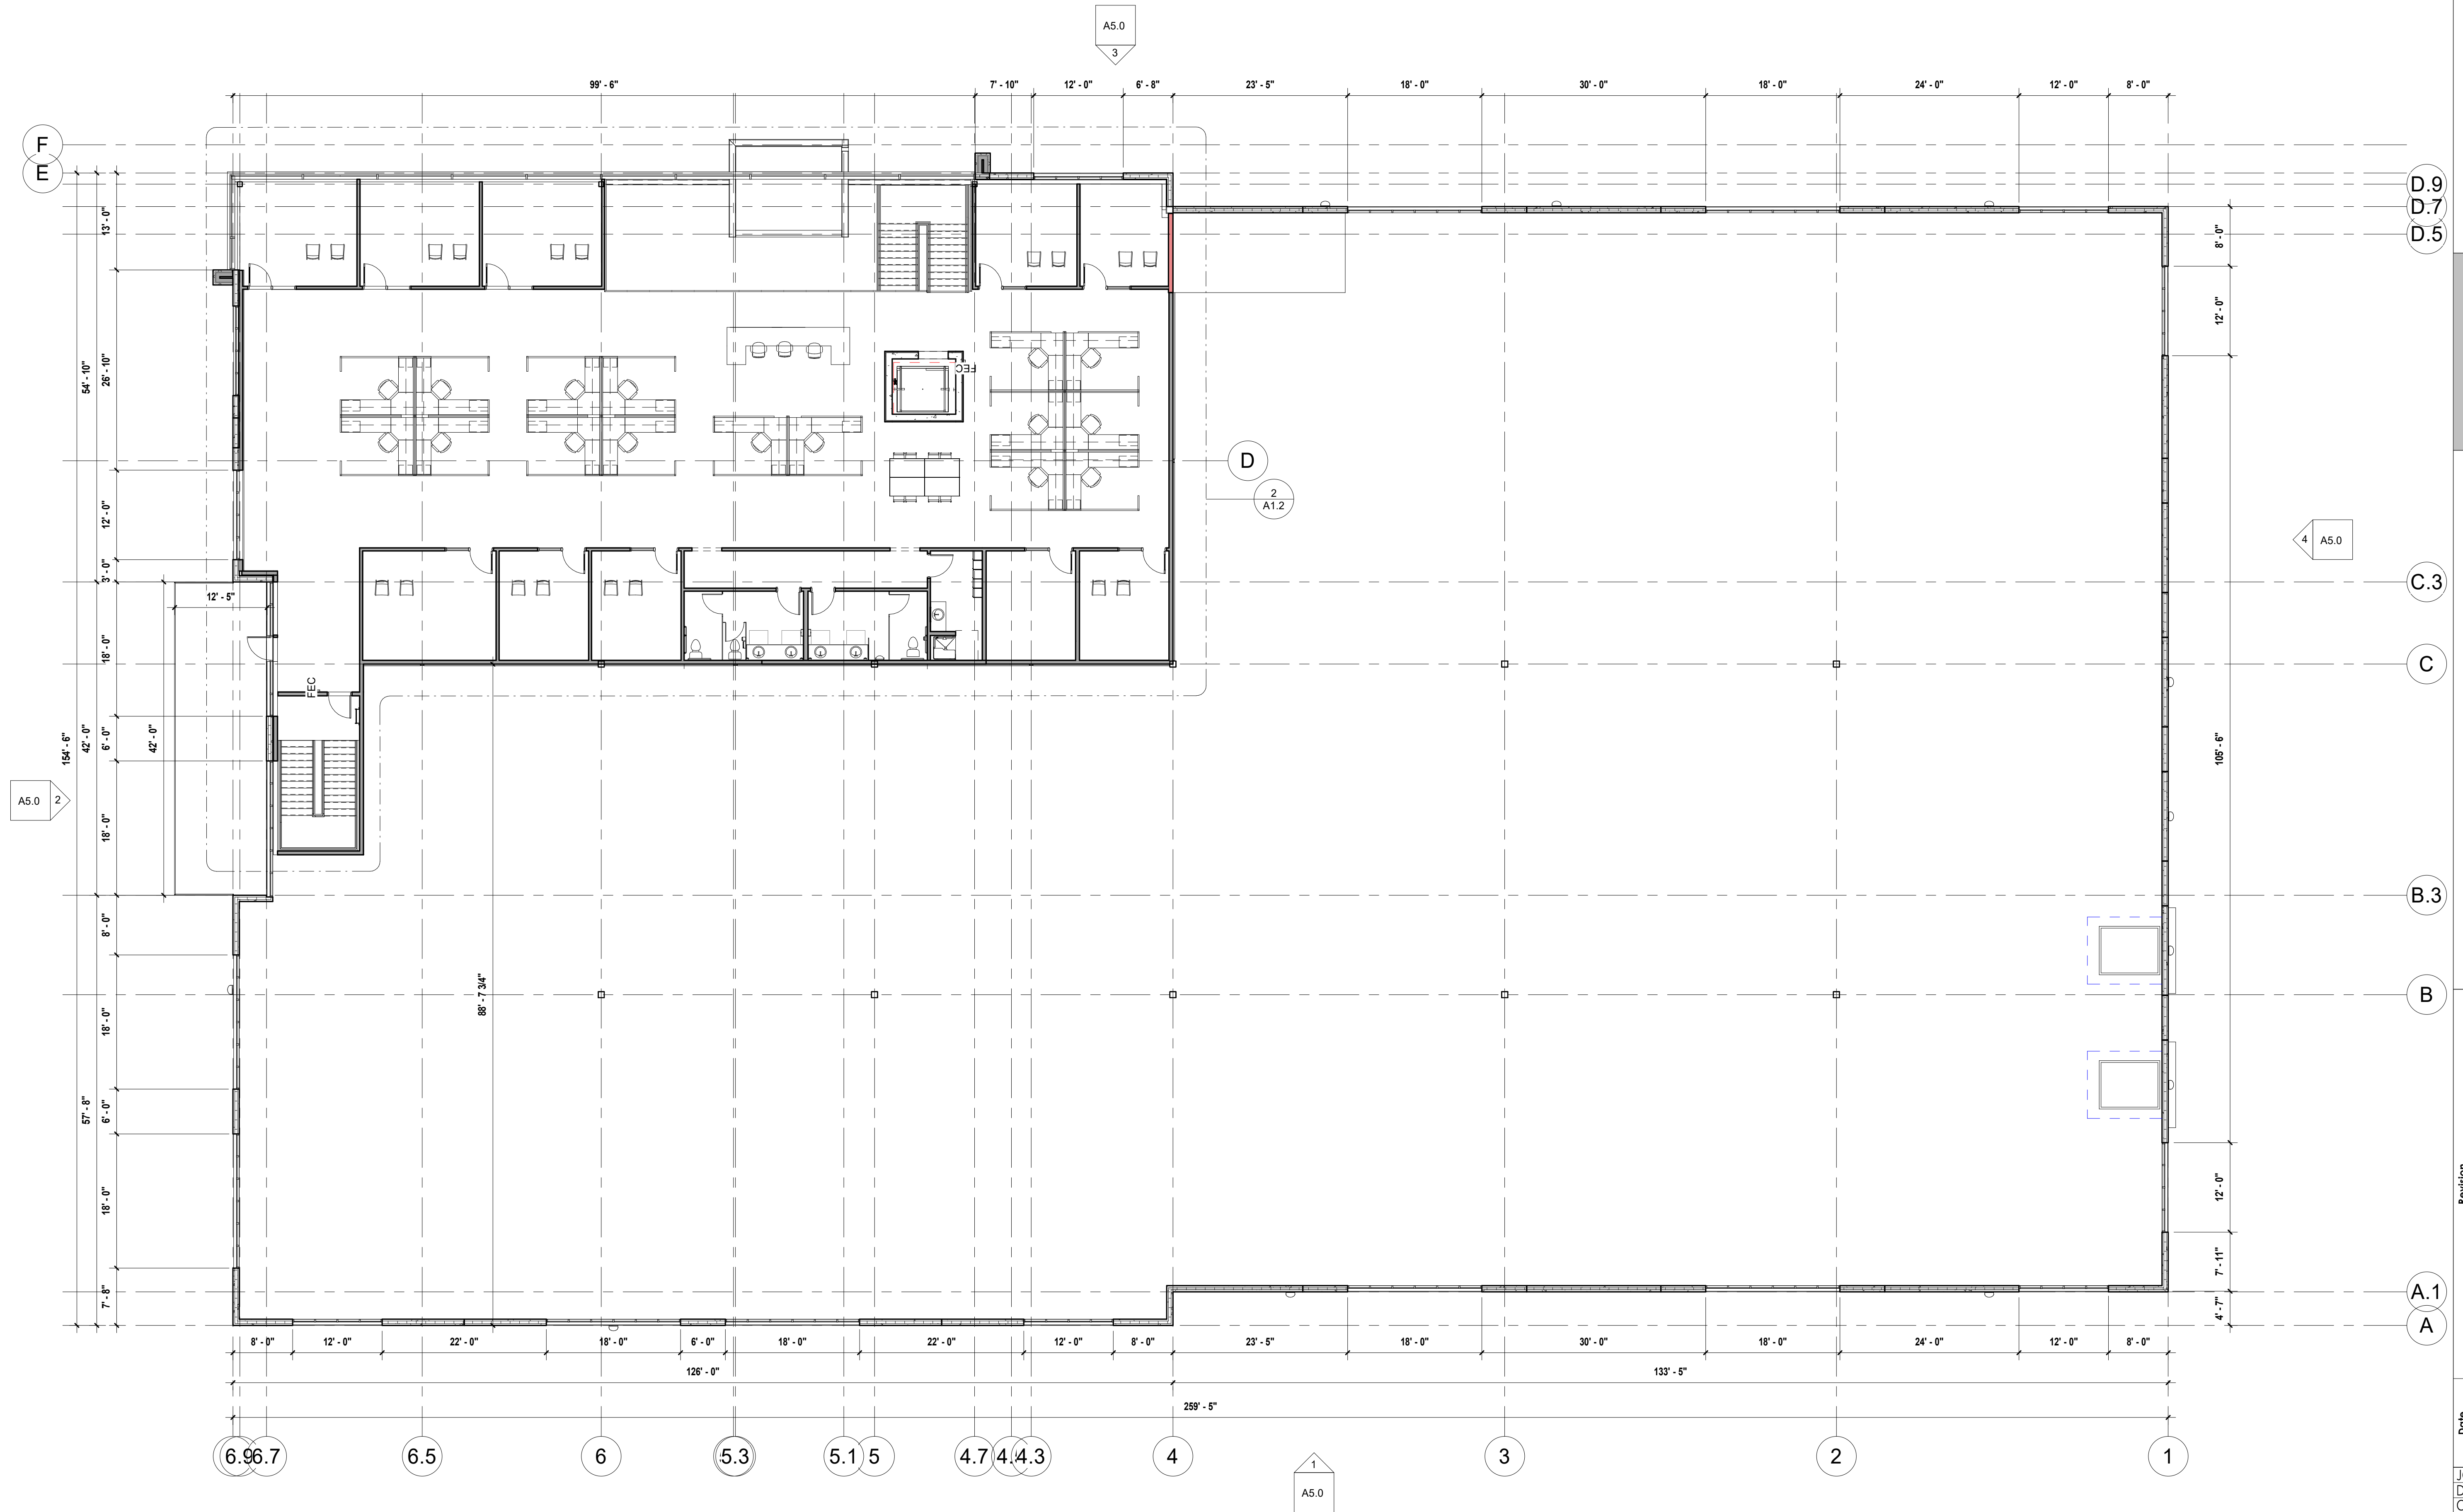 A5.0
3
99' - 6"
7' - 10"
12' - 0"
6' - 8"
23' - 5"
18' - 0"
30' - 0"
18' - 0"
24' - 0"
12' - 0"
8' - 0"
F
E
D.9
D.7
D.5
13' - 0"
8' - 0"
12' - 0"
54' - 10"
26' - 10"
FEC
D
2
A1.2
12' - 0"
4
A5.0
3' - 0"
C.3
12' - 5"
18' - 0"
C
FEC
154' - 6"
42' - 0"
6' - 0"
42' - 0"
105' - 6"
A5.0
2
18' - 0"
B.3
8' - 0"
88' - 7 3/4"
B
18' - 0"
57' - 8"
6' - 0"
18' - 0"
12' - 0"
Revision
7' - 11"
7' - 8"
A.1
4' - 7"
A
8' - 0"
12' - 0"
22' - 0"
18' - 0"
6' - 0"
18' - 0"
22' - 0"
12' - 0"
8' - 0"
23' - 5"
18' - 0"
30' - 0"
18' - 0"
24' - 0"
12' - 0"
8' - 0"
126' - 0"
133' - 5"
259' - 5"
Date
6.9
6.7
6.5
6
5.3
5.1
5
4.7
4.3
4
3
2
1
1
A5.0